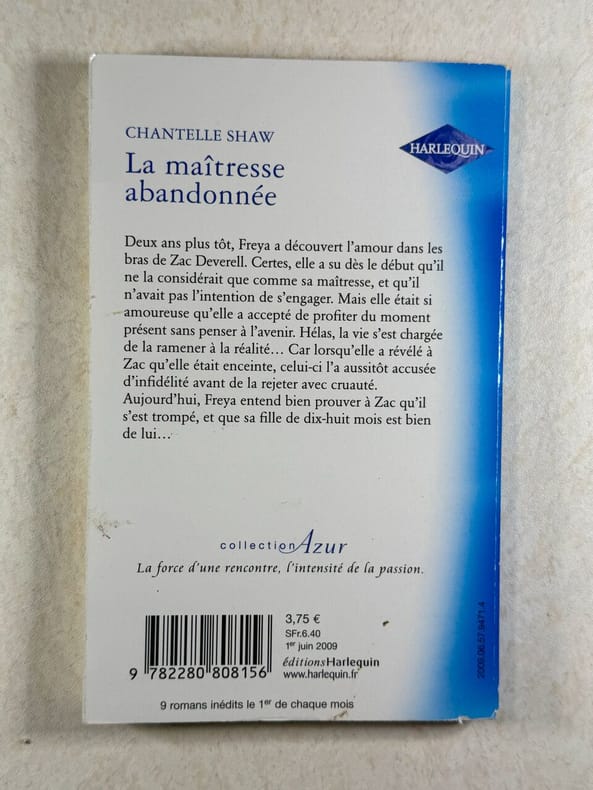 CHANTELLE SHAW
HARLEQUIN
La maîtresse
abandonnée
Deux ans plus tôt, Freya a découvert l'amour dans les
bras de Zac Deverell. Certes, elle a su dès le début qu'il
ne la considérait que comme sa maîtresse, et qu'il
n'avait pas l'intention de s'engager. Mais elle était si
amoureuse qu'elle a accepté de profiter du moment
présent sans penser à l'avenir. Hélas, la vie s'est chargée
de la ramener à la réalité… Car lorsqu'elle a révélé à
Zac qu'elle était enceinte, celui-ci l'a aussitôt accusée
d'infidélité avant de la rejeter avec cruauté.
Aujourd'hui, Freya entend bien prouver à Zac qu'il
s'est trompé, et que sa fille de dix-huit mois est bien
de lui…
collection Azur
La force d'une rencontre, l'intensité de la passion.
3,75 €
SFr.6.40
1er juin 2009
éditionsHarlequin
www.harlequin.fr
9 782280 808156
2009.06.57.9471.4
9 romans inédits le 1er de chaque mois